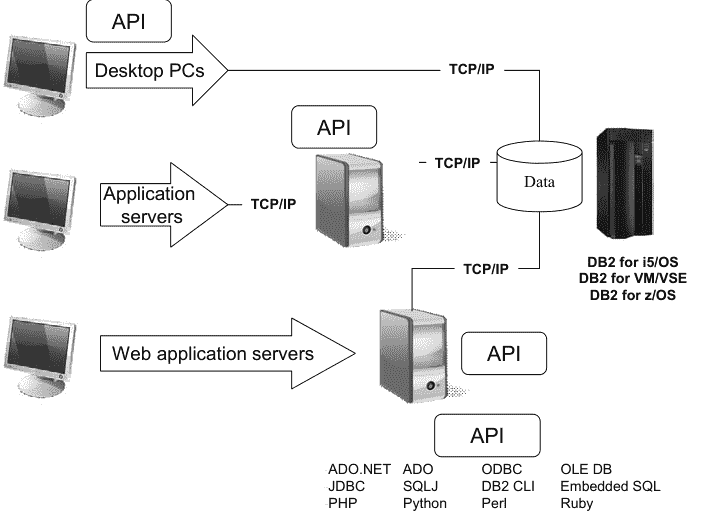 API
Desktop PCs
TCP/IP
API
Application
servers
TCP/IP
TCP/IP
Data
DB2 for i5/OS
DB2 for VM/VSE
DB2 for z/OS
TCP/IP
Web application servers
API
API
ADO.NET ADO ODBC OLE DB
JDBC SQLJ DB2 CLI Embedded SQL
PHP Python Perl Ruby